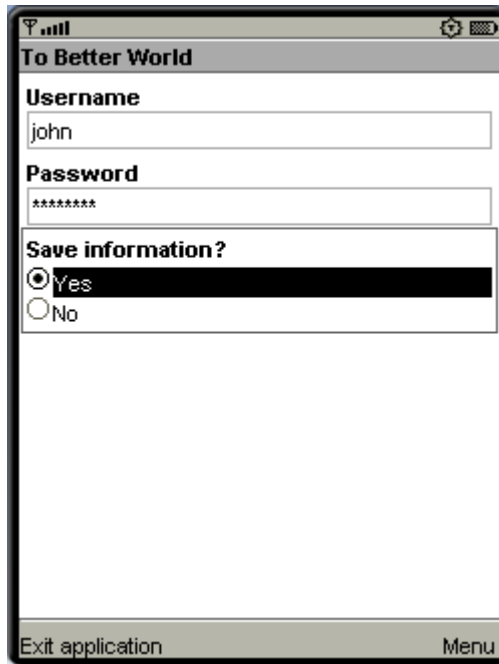 To Better World
Username
john
Password
********
Save information?
Yes
No
Exit application Menu